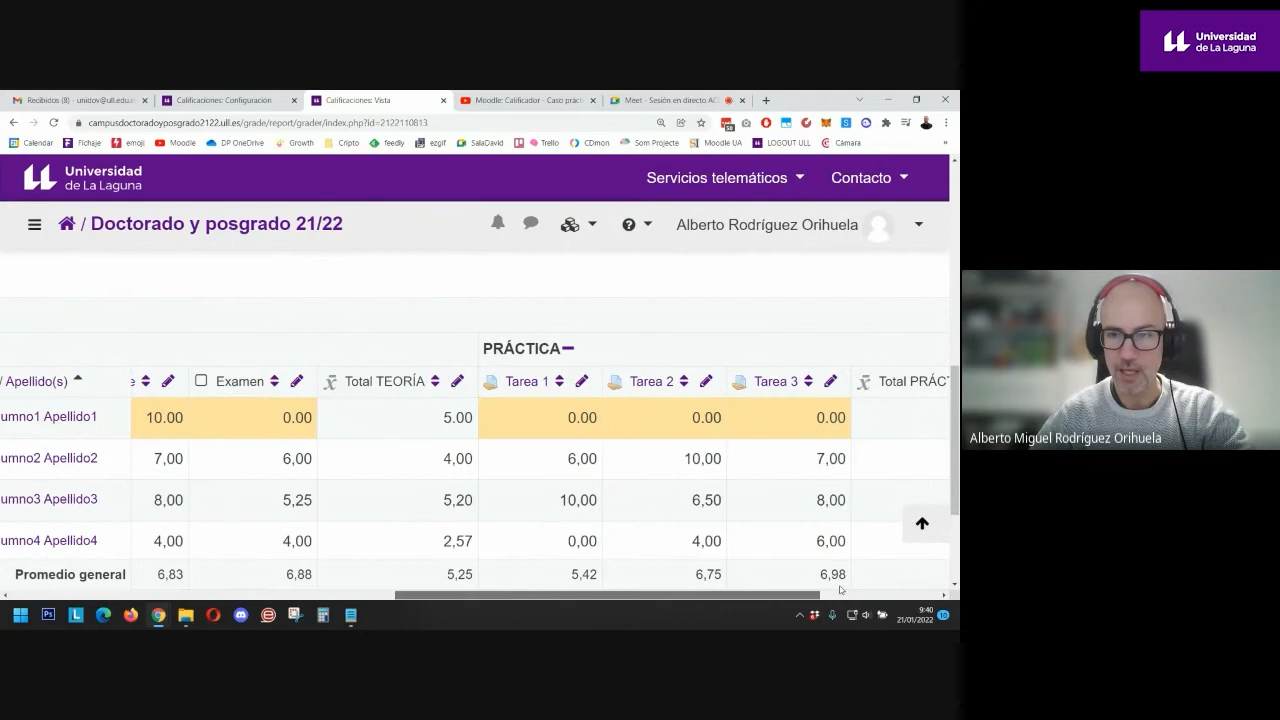 Universidad
de La Laguna
Recibidos (8) - unidov@ull.edu.e
Calificaciones: Configuración
Calificaciones: Vista
Moodle: Calificador - Caso prácti
Meet - Sesión en directo AD
campusdoctoradoyposgrado2122.ull.es/grade/report/grader/index.php?id=2122110813
Calendar Fichaje emoji Moodle DP OneDrive Growth Cripto feedly ezgif SalaDavid Trello CDmon Som Projecte Moodle UA LOGOUT ULL Cámara
Universidad
de La Laguna
Servicios telemáticos Contacto
/ Doctorado y posgrado 21/22 Alberto Rodríguez Orihuela
PRÁCTICA
/ Apellido(s) e Examen Total TEORÍA Tarea 1 Tarea 2 Tarea 3 Total PRÁCT
umno1 Apellido1 10.00 0.00 5.00 0.00 0.00 0.00
umno2 Apellido2 7,00 6,00 4,00 6,00 10,00 7,00
umno3 Apellido3 8,00 5,25 5,20 10,00 6,50 8,00
umno4 Apellido4 4,00 4,00 2,57 0,00 4,00 6,00
Promedio general 6,83 6,88 5,25 5,42 6,75 6,98
9:40
21/01/2022
Alberto Miguel Rodríguez Orihuela